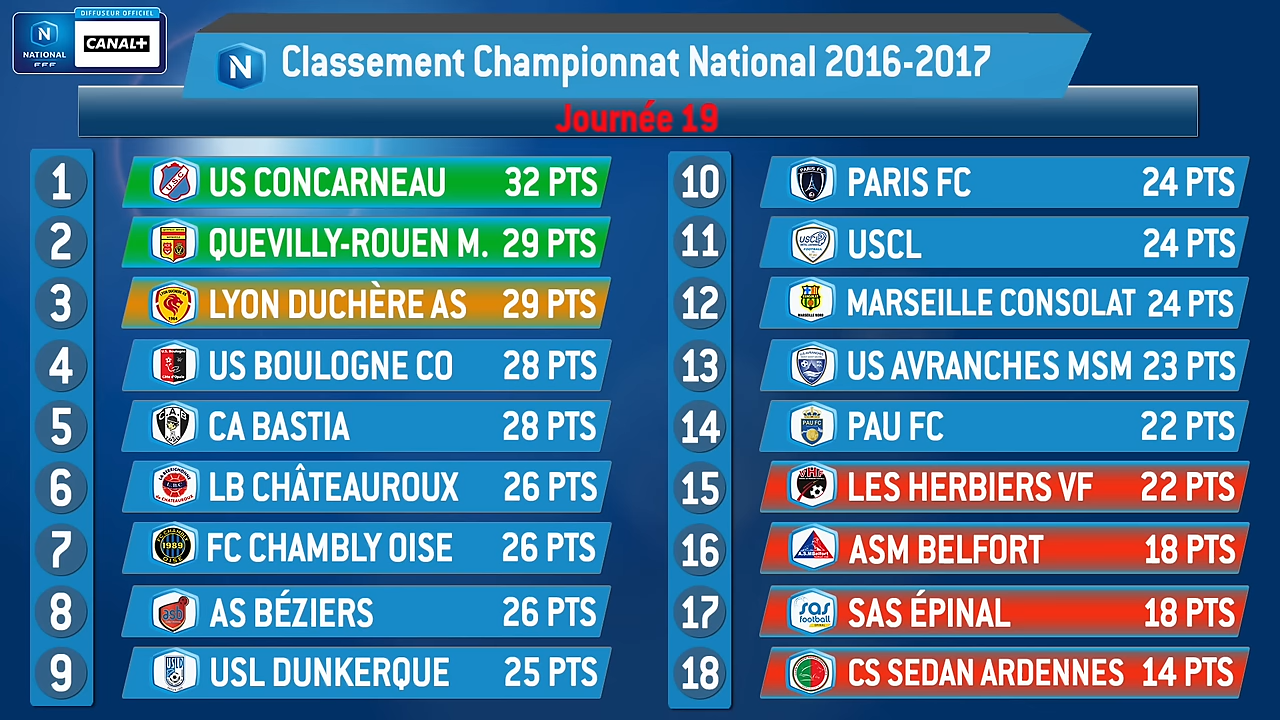 DIFFUSEUR OFFICIEL
N
NATIONAL
FFF
CANAL+
N Classement Championnat National 2016-2017
Journée 19
1 US CONCARNEAU 32 PTS
2 QUEVILLY-ROUEN M. 29 PTS
3 LYON DUCHÈRE AS 29 PTS
4 US BOULOGNE CO 28 PTS
5 CA BASTIA 28 PTS
6 LB CHÂTEAUROUX 26 PTS
7 FC CHAMBLY OISE 26 PTS
8 AS BÉZIERS 26 PTS
9 USL DUNKERQUE 25 PTS
10 PARIS FC 24 PTS
11 USCL 24 PTS
12 MARSEILLE CONSOLAT 24 PTS
13 US AVRANCHES MSM 23 PTS
14 PAU FC 22 PTS
15 LES HERBIERS VF 22 PTS
16 ASM BELFORT 18 PTS
17 SAS ÉPINAL 18 PTS
18 CS SEDAN ARDENNES 14 PTS